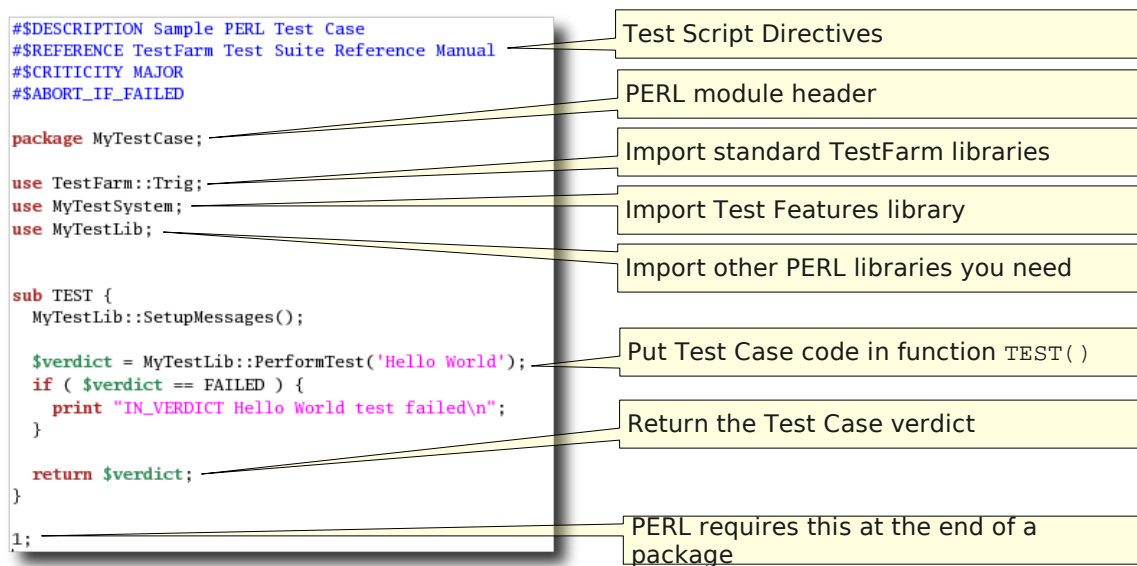 #$DESCRIPTION Sample PERL Test Case
#$REFERENCE TestFarm Test Suite Reference Manual
#$CRITICITY MAJOR
#$ABORT_IF_FAILED
package MyTestCase;
use TestFarm::Trig;
use MyTestSystem;
use MyTestLib;
sub TEST {
MyTestLib::SetupMessages();
$verdict = MyTestLib::PerformTest('Hello World');
if ( $verdict == FAILED ) {
print "IN_VERDICT Hello World test failed\n";
}
return $verdict;
}
1;
Test Script Directives
PERL module header
Import standard TestFarm libraries
Import Test Features library
Import other PERL libraries you need
Put Test Case code in function TEST()
Return the Test Case verdict
PERL requires this at the end of a
package